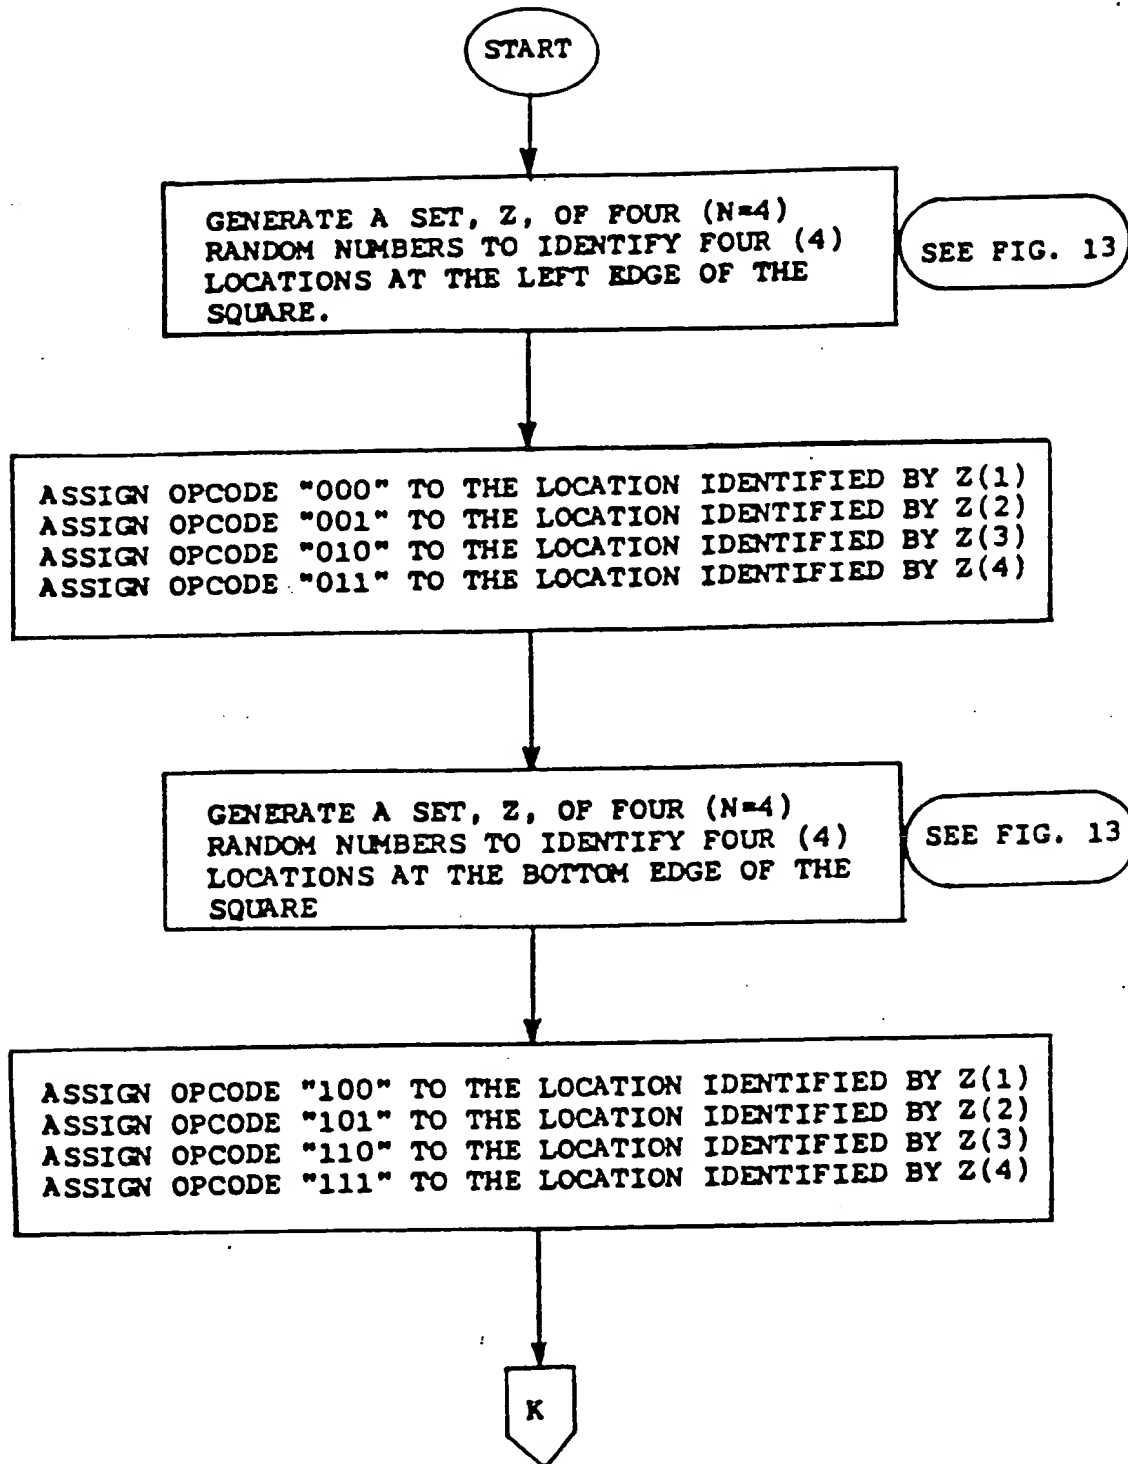 START
GENERATE A SET, Z, OF FOUR (N=4)
RANDOM NUMBERS TO IDENTIFY FOUR (4)
LOCATIONS AT THE LEFT EDGE OF THE
SQUARE.
SEE FIG. 13
ASSIGN OPCODE "000" TO THE LOCATION IDENTIFIED BY Z(1)
ASSIGN OPCODE "001" TO THE LOCATION IDENTIFIED BY Z(2)
ASSIGN OPCODE "010" TO THE LOCATION IDENTIFIED BY Z(3)
ASSIGN OPCODE "011" TO THE LOCATION IDENTIFIED BY Z(4)
GENERATE A SET, Z, OF FOUR (N=4)
RANDOM NUMBERS TO IDENTIFY FOUR (4)
LOCATIONS AT THE BOTTOM EDGE OF THE
SQUARE
SEE FIG. 13
ASSIGN OPCODE "100" TO THE LOCATION IDENTIFIED BY Z(1)
ASSIGN OPCODE "101" TO THE LOCATION IDENTIFIED BY Z(2)
ASSIGN OPCODE "110" TO THE LOCATION IDENTIFIED BY Z(3)
ASSIGN OPCODE "111" TO THE LOCATION IDENTIFIED BY Z(4)
K